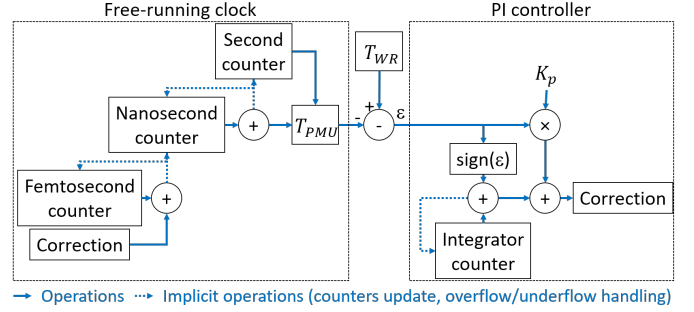 Free-running clock
PI controller
Second
counter
T_WR
K_p
Nanosecond
counter
+
T_PMU
-
+
-
ε
×
sign(ε)
Femtosecond
counter
+
+
+
Correction
Correction
Integrator
counter
Operations
Implicit operations (counters update, overflow/underflow handling)